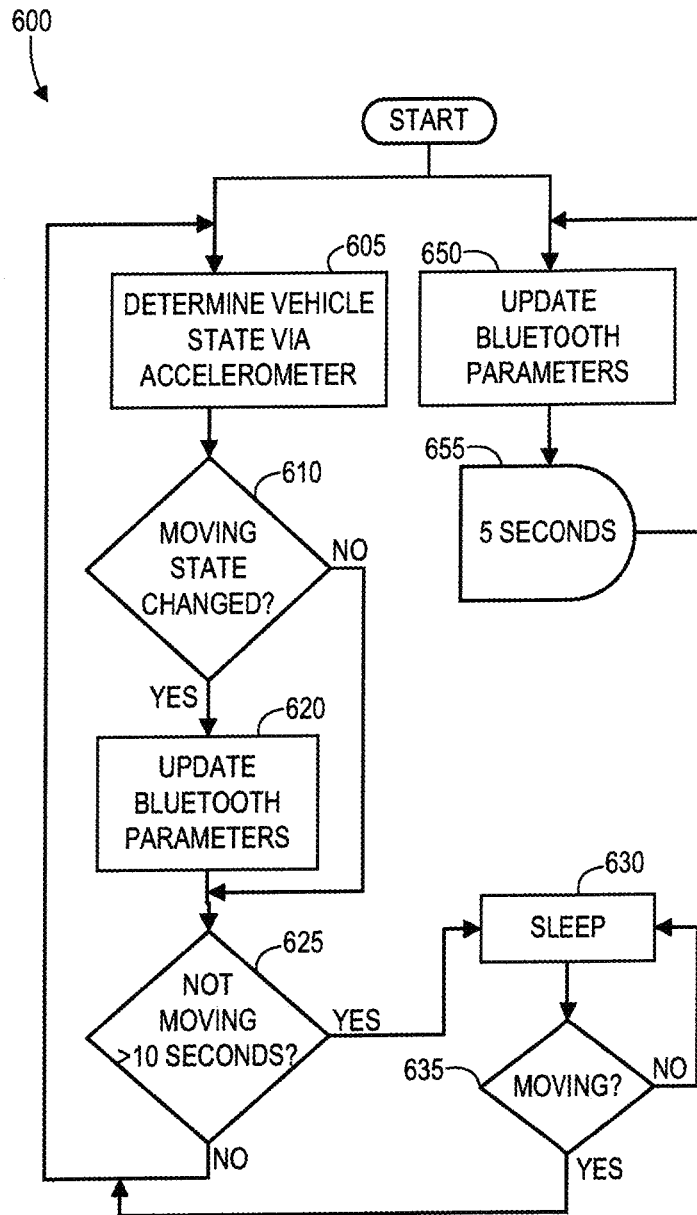 600
START
605
DETERMINE VEHICLE
STATE VIA
ACCELEROMETER
650
UPDATE
BLUETOOTH
PARAMETERS
655
5 SECONDS
610
MOVING
STATE
CHANGED?
NO
YES
620
UPDATE
BLUETOOTH
PARAMETERS
625
NOT
MOVING
>10 SECONDS?
YES
NO
630
SLEEP
635
MOVING?
NO
YES